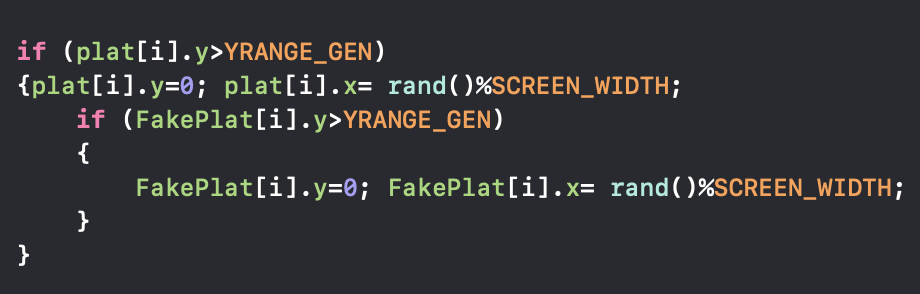 if (plat[i].y>YRANGE_GEN)
{plat[i].y=0; plat[i].x= rand()%SCREEN_WIDTH;
    if (FakePlat[i].y>YRANGE_GEN)
    {
        FakePlat[i].y=0; FakePlat[i].x= rand()%SCREEN_WIDTH;
    }
}